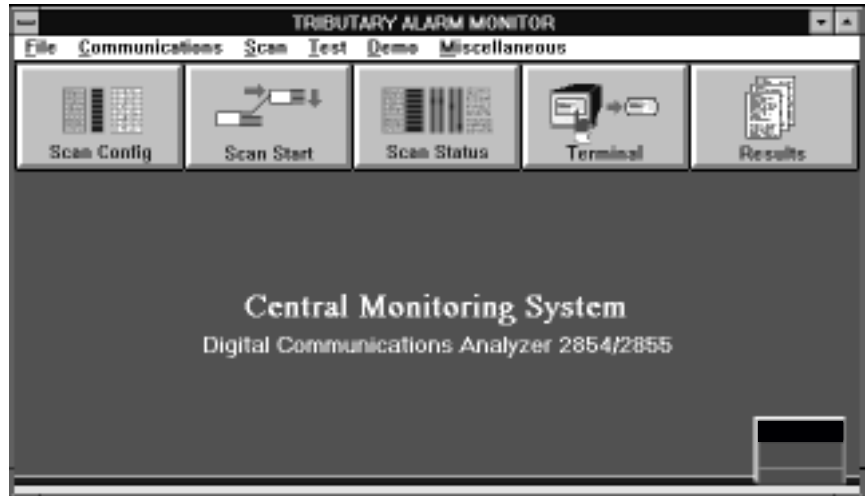 TRIBUTARY ALARM MONITOR
File Communications Scan Test Demo Miscellaneous
Scan Config Scan Start Scan Status Terminal Results
Central Monitoring System
Digital Communications Analyzer 2854/2855